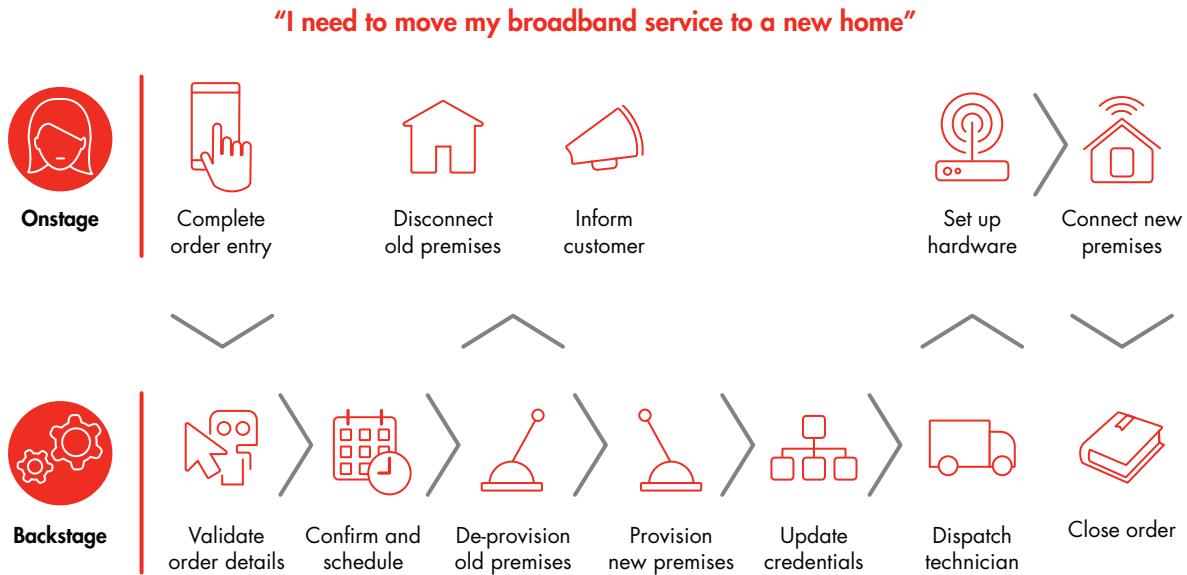 “I need to move my broadband service to a new home”
Onstage
Complete
order entry
Disconnect
old premises
Inform
customer
Set up
hardware
Connect new
premises
Backstage
Validate
order details
Confirm and
schedule
De-provision
old premises
Provision
new premises
Update
credentials
Dispatch
technician
Close order